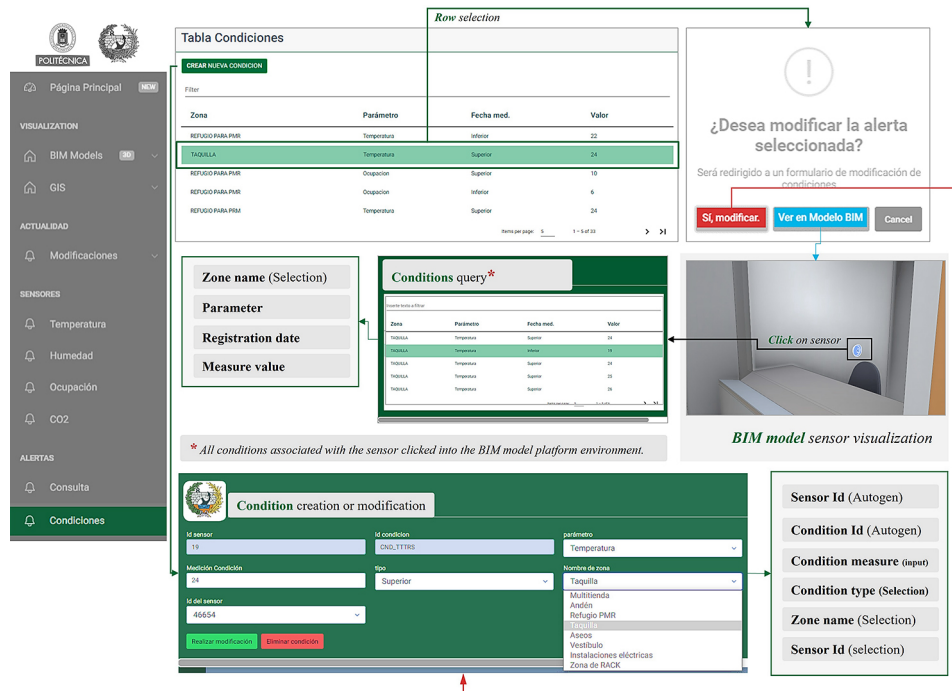 POLITÉCNICA
Página Principal NEW
VISUALIZATION
BIM Models 3D
GIS
ACTUALIDAD
Modificaciones
SENSORES
Temperatura
Humedad
Ocupación
CO2
ALERTAS
Consulta
Condiciones
Row selection
Tabla Condiciones
CREAR NUEVA CONDICION
Filter
Zona Parámetro Fecha med. Valor
REFUGIO PARA PMR Temperatura Inferior 22
TAQUILLA Temperatura Superior 24
REFUGIO PARA PMR Ocupacion Superior 10
REFUGIO PARA PMR Ocupacion Inferior 6
REFUGIO PARA PRM Temperatura Superior 24
Items per page: 5 1 – 5 of 33
!
¿Desea modificar la alerta
seleccionada?
Será redirigido a un formulario de modificación de
condiciones
Sí, modificar. Ver en Modelo BIM Cancel
Zone name (Selection)
Parameter
Registration date
Measure value
Conditions query*
Inserte texto a filtrar
Zona Parámetro Fecha med. Valor
TAQUILLA Temperatura Superior 24
TAQUILLA Temperatura Inferior 19
TAQUILLA Temperatura Superior 24
TAQUILLA Temperatura Superior 25
TAQUILLA Temperatura Superior 26
Click on sensor
BIM model sensor visualization
* All conditions associated with the sensor clicked into the BIM model platform environment.
Condition creation or modification
Id sensor Id condicion parámetro
19 CND_TTTRS Temperatura
Medición Condición tipo Nombre de zona
24 Superior Taquilla
Id del sensor
46654
Multitienda
Andén
Refugio PMR
Taquilla
Aseos
Vestíbulo
Instalaciones eléctricas
Zona de RACK
Realizar modificación Eliminar condición
Sensor Id (Autogen)
Condition Id (Autogen)
Condition measure (input)
Condition type (Selection)
Zone name (Selection)
Sensor Id (selection)